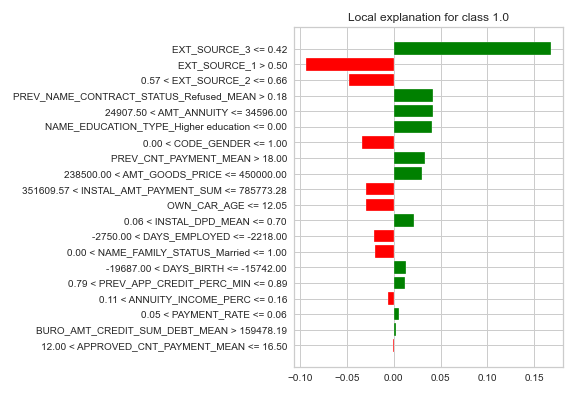 Local explanation for class 1.0
EXT_SOURCE_3 <= 0.42
EXT_SOURCE_1 > 0.50
0.57 < EXT_SOURCE_2 <= 0.66
PREV_NAME_CONTRACT_STATUS_Refused_MEAN > 0.18
24907.50 < AMT_ANNUITY <= 34596.00
NAME_EDUCATION_TYPE_Higher education <= 0.00
0.00 < CODE_GENDER <= 1.00
PREV_CNT_PAYMENT_MEAN > 18.00
238500.00 < AMT_GOODS_PRICE <= 450000.00
351609.57 < INSTAL_AMT_PAYMENT_SUM <= 785773.28
OWN_CAR_AGE <= 12.05
0.06 < INSTAL_DPD_MEAN <= 0.70
-2750.00 < DAYS_EMPLOYED <= -2218.00
0.00 < NAME_FAMILY_STATUS_Married <= 1.00
-19687.00 < DAYS_BIRTH <= -15742.00
0.79 < PREV_APP_CREDIT_PERC_MIN <= 0.89
0.11 < ANNUITY_INCOME_PERC <= 0.16
0.05 < PAYMENT_RATE <= 0.06
BURO_AMT_CREDIT_SUM_DEBT_MEAN > 159478.19
12.00 < APPROVED_CNT_PAYMENT_MEAN <= 16.50
−0.10 −0.05 0.00 0.05 0.10 0.15